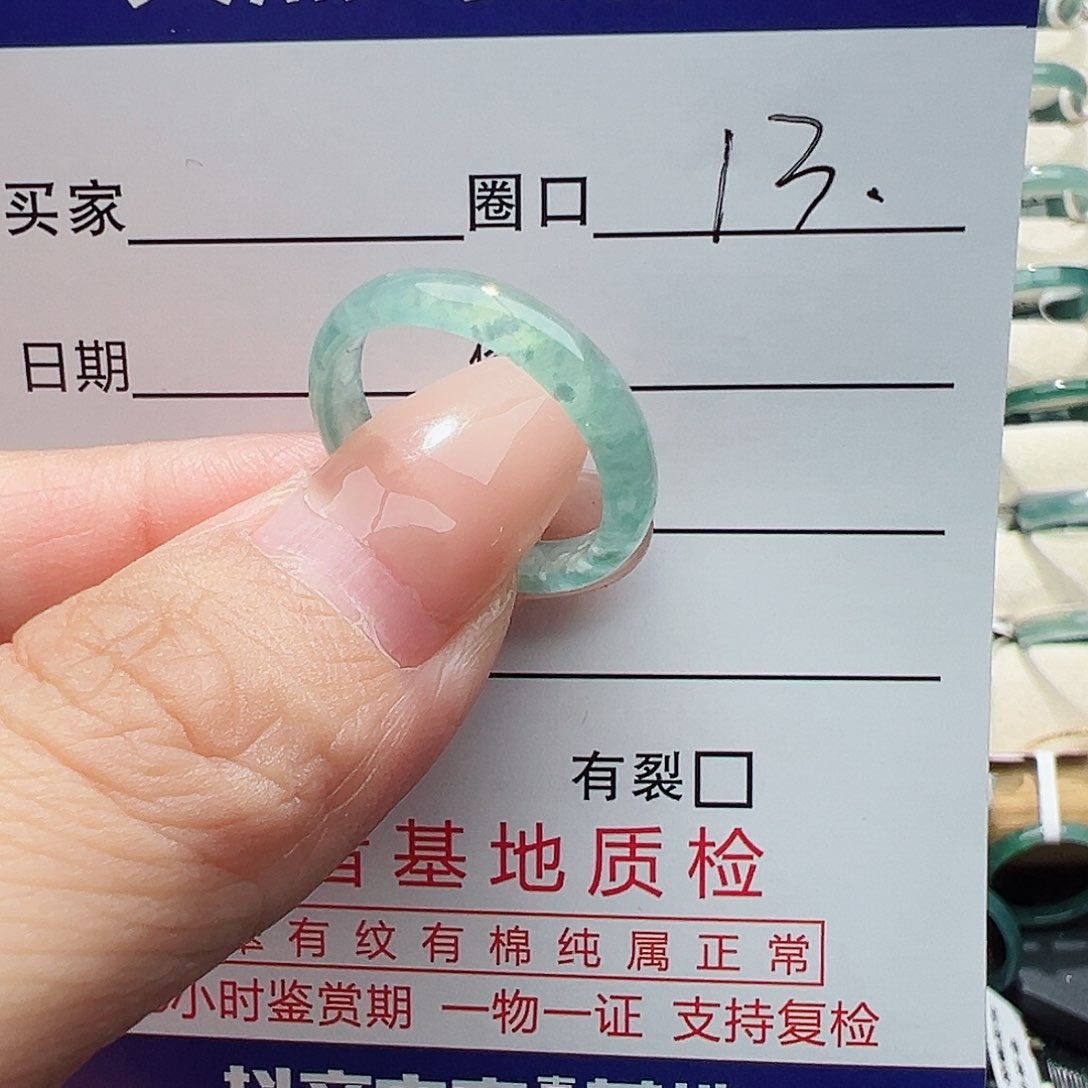 买家 圈口 13.
日期
有裂□
基地质检
有纹有棉纯属正常
小时鉴赏期 一物一证 支持复检